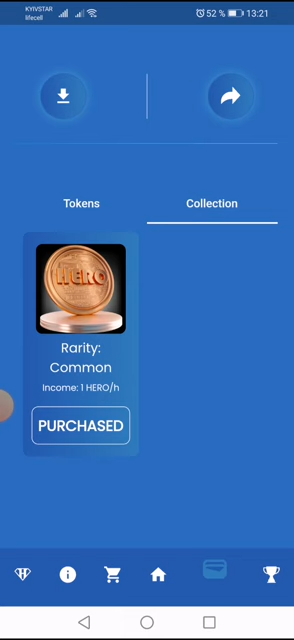 KYIVSTAR
lifecell
52 % 13:21
Tokens Collection
HERO
Rarity:
Common
Income: 1 HERO/h
PURCHASED
H